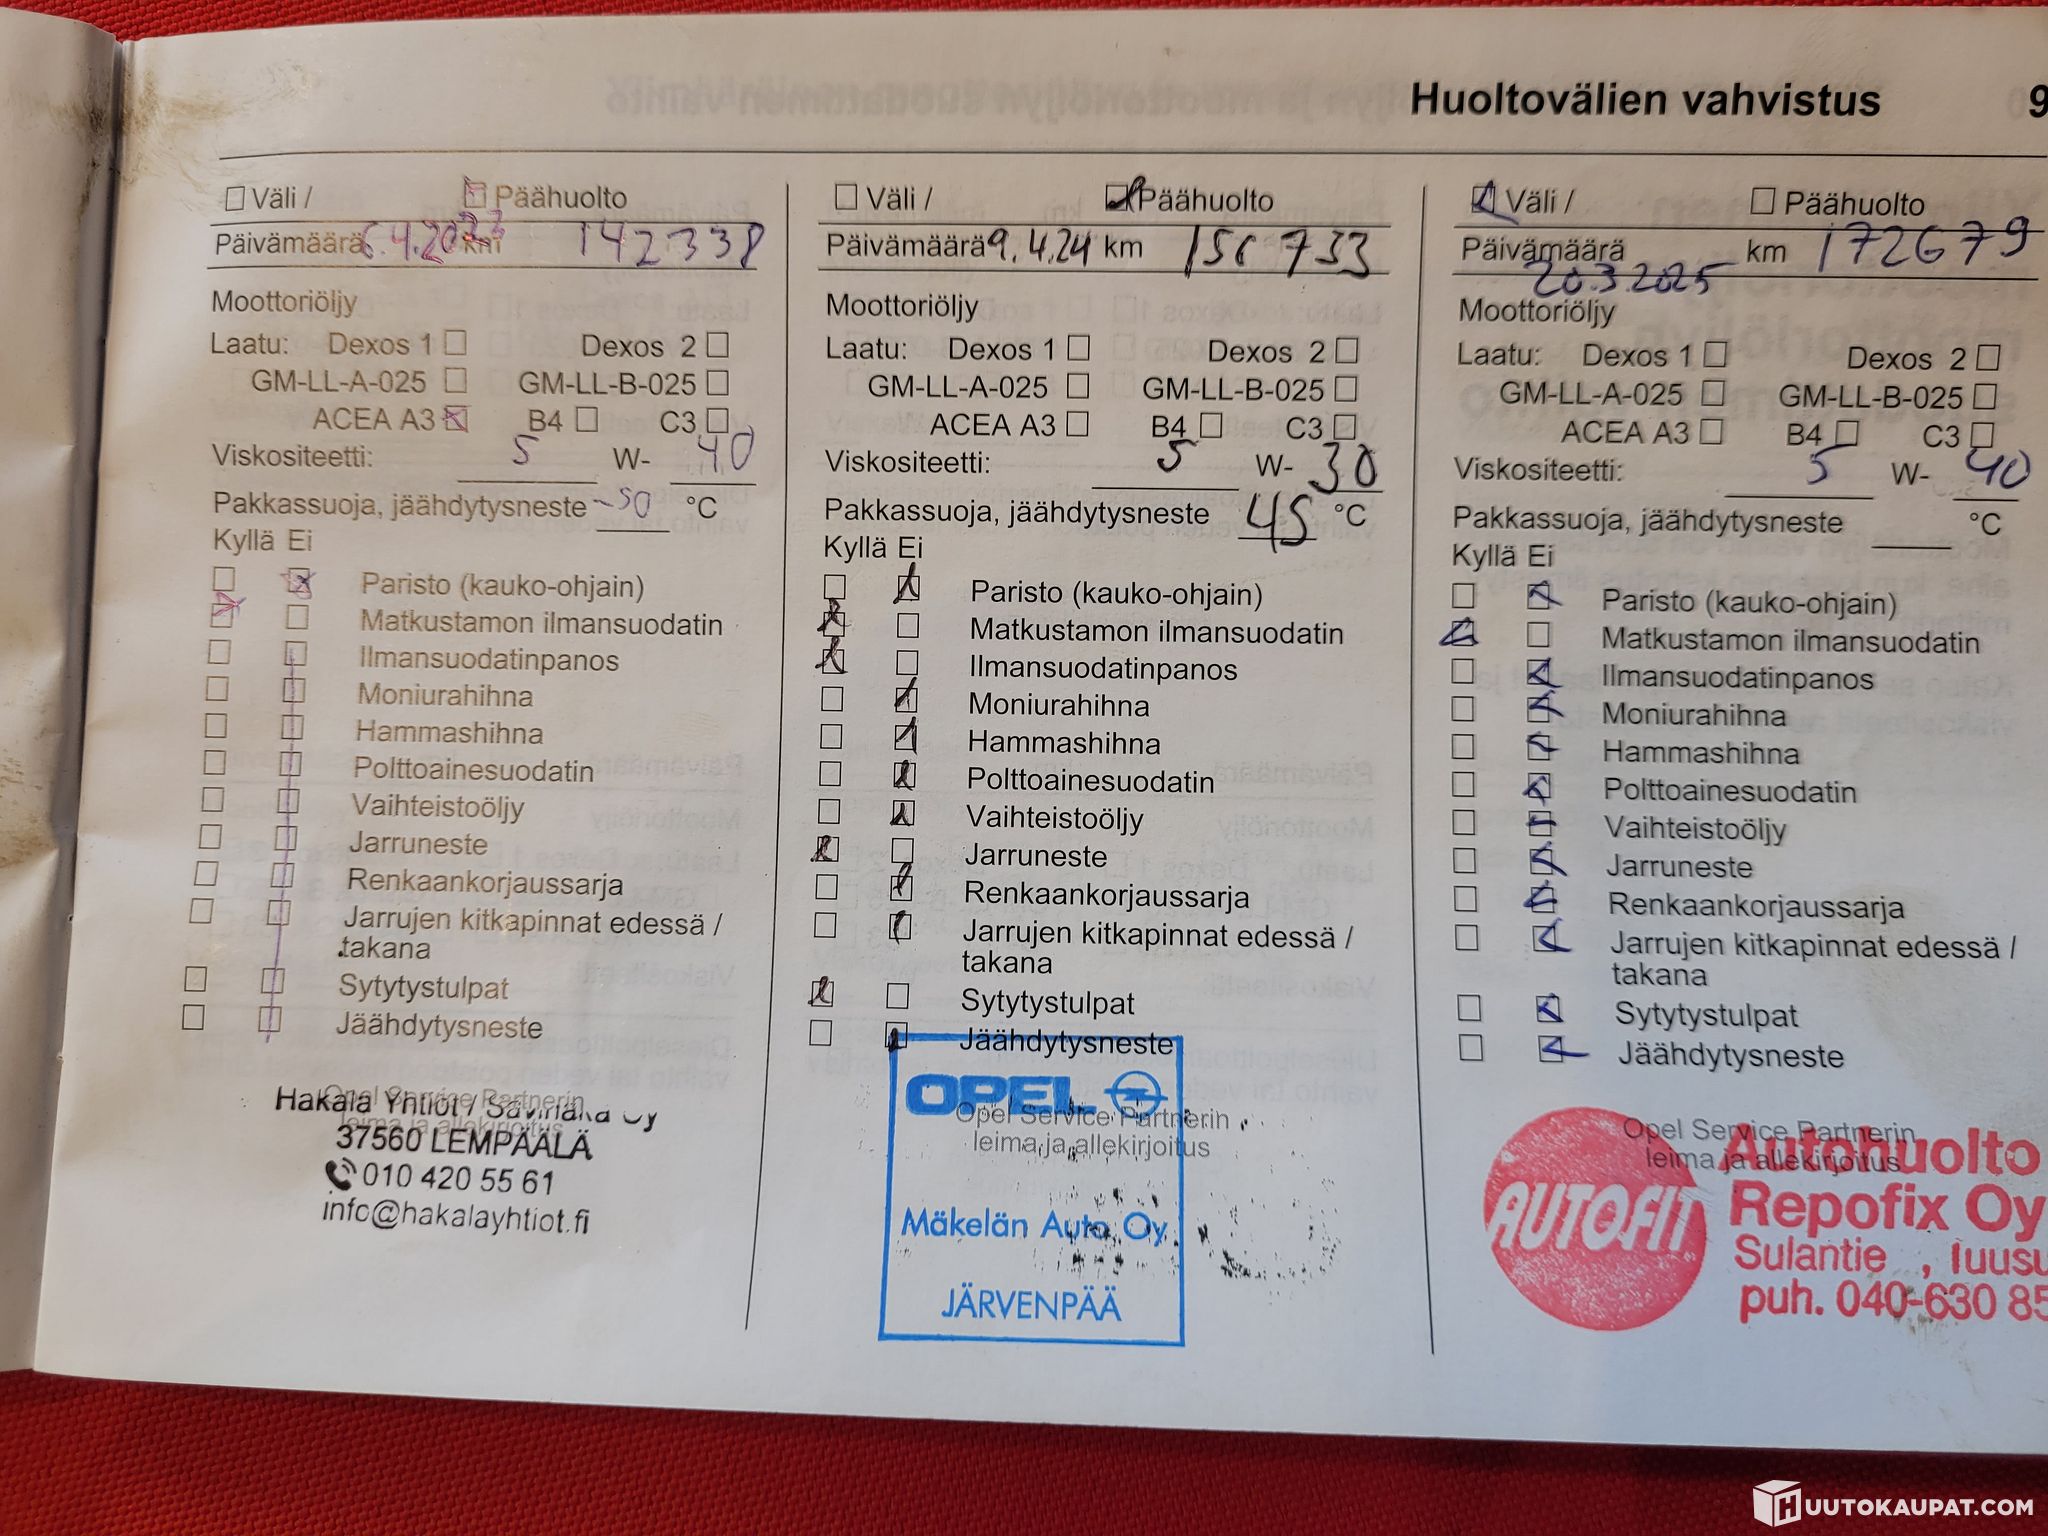 Huoltovälien vahvistus 9
Väli / Päähuolto
Päivämäärä 6.4.2023 km 142338
Moottoriöljy
Laatu: Dexos 1 Dexos 2
GM-LL-A-025 GM-LL-B-025
ACEA A3 B4 C3
Viskositeetti: 5 W- 40
Pakkassuoja, jäähdytysneste -50 °C
Kyllä Ei
Paristo (kauko-ohjain)
Matkustamon ilmansuodatin
Ilmansuodatinpanos
Moniurahihna
Hammashihna
Polttoainesuodatin
Vaihteistoöljy
Jarruneste
Renkaankorjaussarja
Jarrujen kitkapinnat edessä /
takana
Sytytystulpat
Jäähdytysneste
Opel Service Partnerin
leima ja allekirjoitus
Hakala Yhtiöt / Oy
37560 LEMPÄÄLÄ
010 420 55 61
info@hakalayhtiot.fi
Väli / Päähuolto
Päivämäärä 9.4.24 km 156733
Moottoriöljy
Laatu: Dexos 1 Dexos 2
GM-LL-A-025 GM-LL-B-025
ACEA A3 B4 C3
Viskositeetti: 5 W- 30
Pakkassuoja, jäähdytysneste 45 °C
Kyllä Ei
Paristo (kauko-ohjain)
Matkustamon ilmansuodatin
Ilmansuodatinpanos
Moniurahihna
Hammashihna
Polttoainesuodatin
Vaihteistoöljy
Jarruneste
Renkaankorjaussarja
Jarrujen kitkapinnat edessä /
takana
Sytytystulpat
Jäähdytysneste
OPEL
Opel Service Partnerin
leima ja allekirjoitus
Mäkelän Auto Oy
JÄRVENPÄÄ
Väli / Päähuolto
Päivämäärä km 172679
20.3.2025
Moottoriöljy
Laatu: Dexos 1 Dexos 2
GM-LL-A-025 GM-LL-B-025
ACEA A3 B4 C3
Viskositeetti: 5 W- 40
Pakkassuoja, jäähdytysneste °C
Kyllä Ei
Paristo (kauko-ohjain)
Matkustamon ilmansuodatin
Ilmansuodatinpanos
Moniurahihna
Hammashihna
Polttoainesuodatin
Vaihteistoöljy
Jarruneste
Renkaankorjaussarja
Jarrujen kitkapinnat edessä /
takana
Sytytystulpat
Jäähdytysneste
Opel Service Partnerin
leima ja allekirjoitus
AUTOFIT
Autohuolto
Repofix Oy
Sulantie , Tuusu
puh. 040-630 85
HUUTOKAUPAT.COM